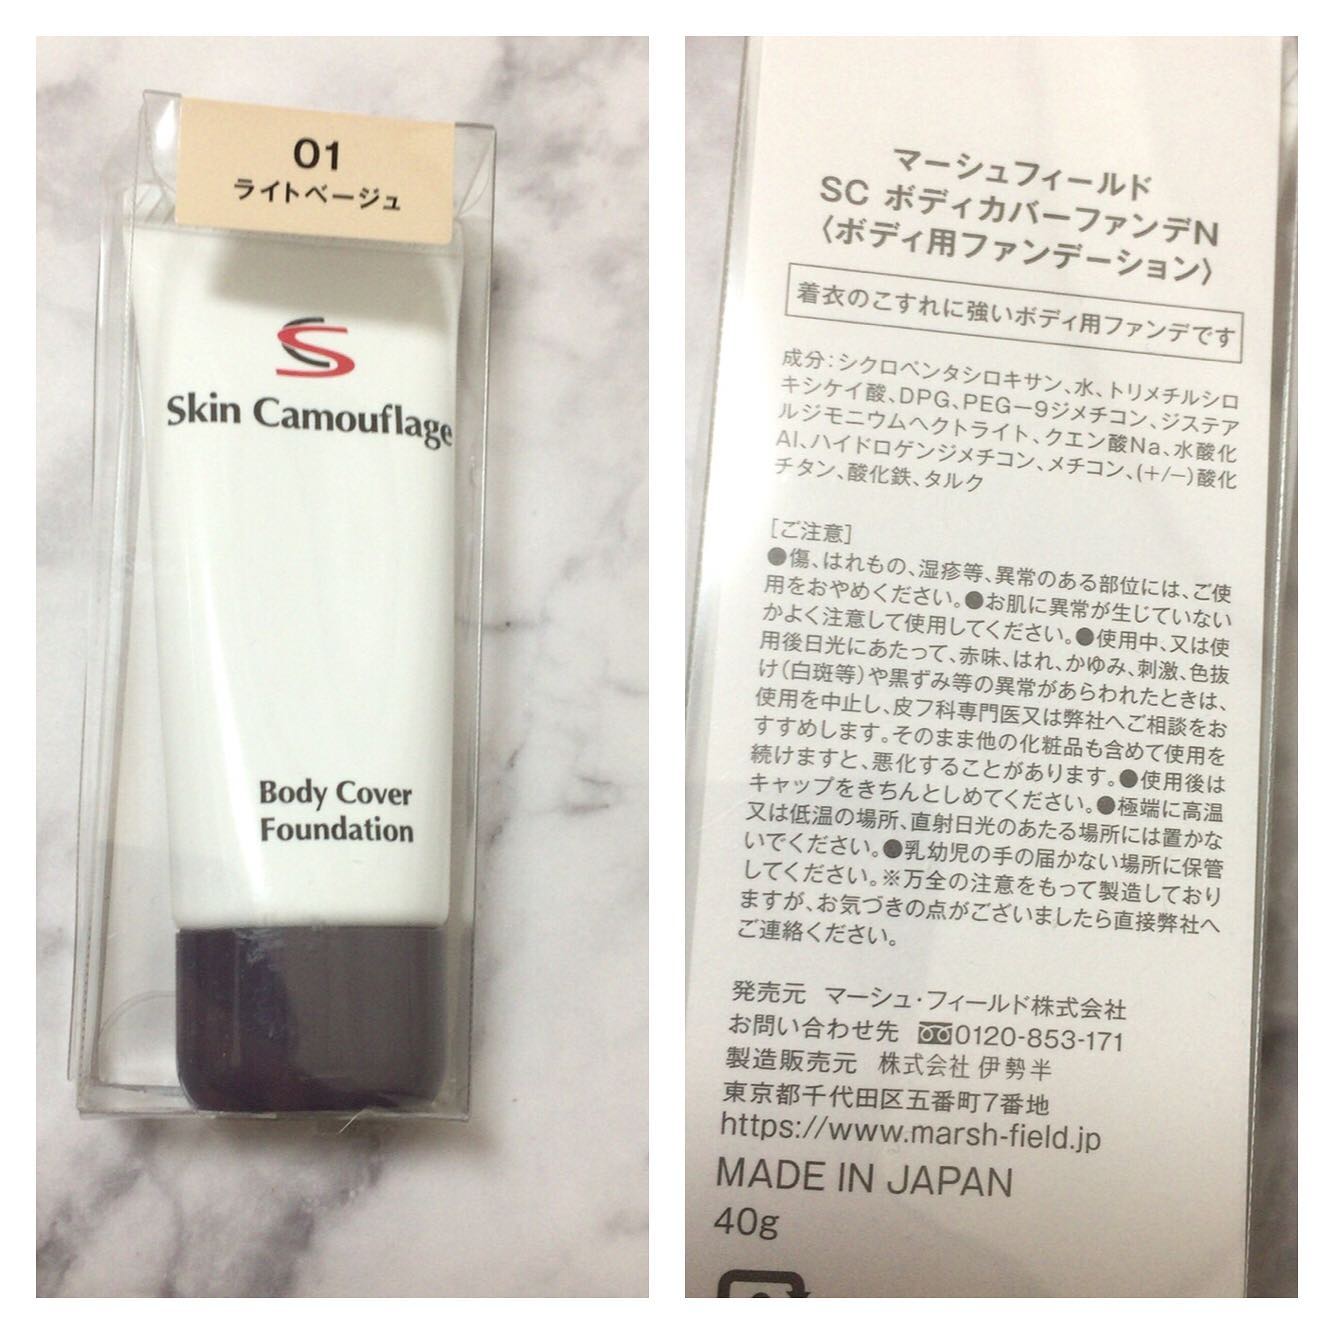 01
ライトベージュ
Skin Camouflage
Body Cover
Foundation
マーシュフィールド
SC ボディカバーファンデN
〈ボディ用ファンデーション〉
着衣のこすれに強いボディ用ファンデです
成分：シクロペンタシロキサン、水、トリメチルシロ
キシケイ酸、DPG、PEG－9ジメチコン、ジステア
ルジモニウムヘクトライト、クエン酸Na、水酸化
Al、ハイドロゲンジメチコン、メチコン、(+/−)酸化
チタン、酸化鉄、タルク
［ご注意］
●傷、はれもの、湿疹等、異常のある部位には、ご使
用をおやめください。●お肌に異常が生じていない
かよく注意して使用してください。●使用中、又は使
用後日光にあたって、赤味、はれ、かゆみ、刺激、色抜
け（白斑等）や黒ずみ等の異常があらわれたときは、
使用を中止し、皮フ科専門医又は弊社へご相談をお
すすめします。そのまま他の化粧品も含めて使用を
続けますと、悪化することがあります。●使用後は
キャップをきちんとしめてください。●極端に高温
又は低温の場所、直射日光のあたる場所には置かな
いでください。●乳幼児の手の届かない場所に保管
してください。※万全の注意をもって製造しており
ますが、お気づきの点がございましたら直接弊社へ
ご連絡ください。
発売元 マーシュ・フィールド株式会社
お問い合わせ先 0120-853-171
製造販売元 株式会社 伊勢半
東京都千代田区五番町7番地
https://www.marsh-field.jp
MADE IN JAPAN
40g